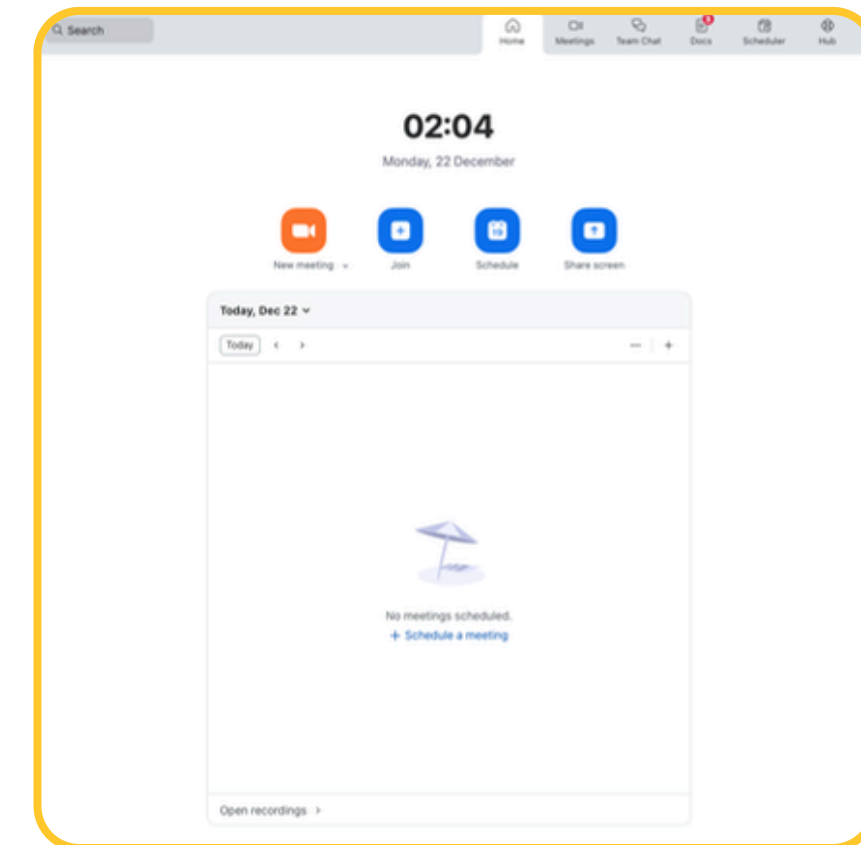 Search
Home Meetings Team Chat Docs Scheduler Hub
02:04
Monday, 22 December
New meeting Join Schedule Share screen
Today, Dec 22
Today
No meetings scheduled.
+ Schedule a meeting
Open recordings